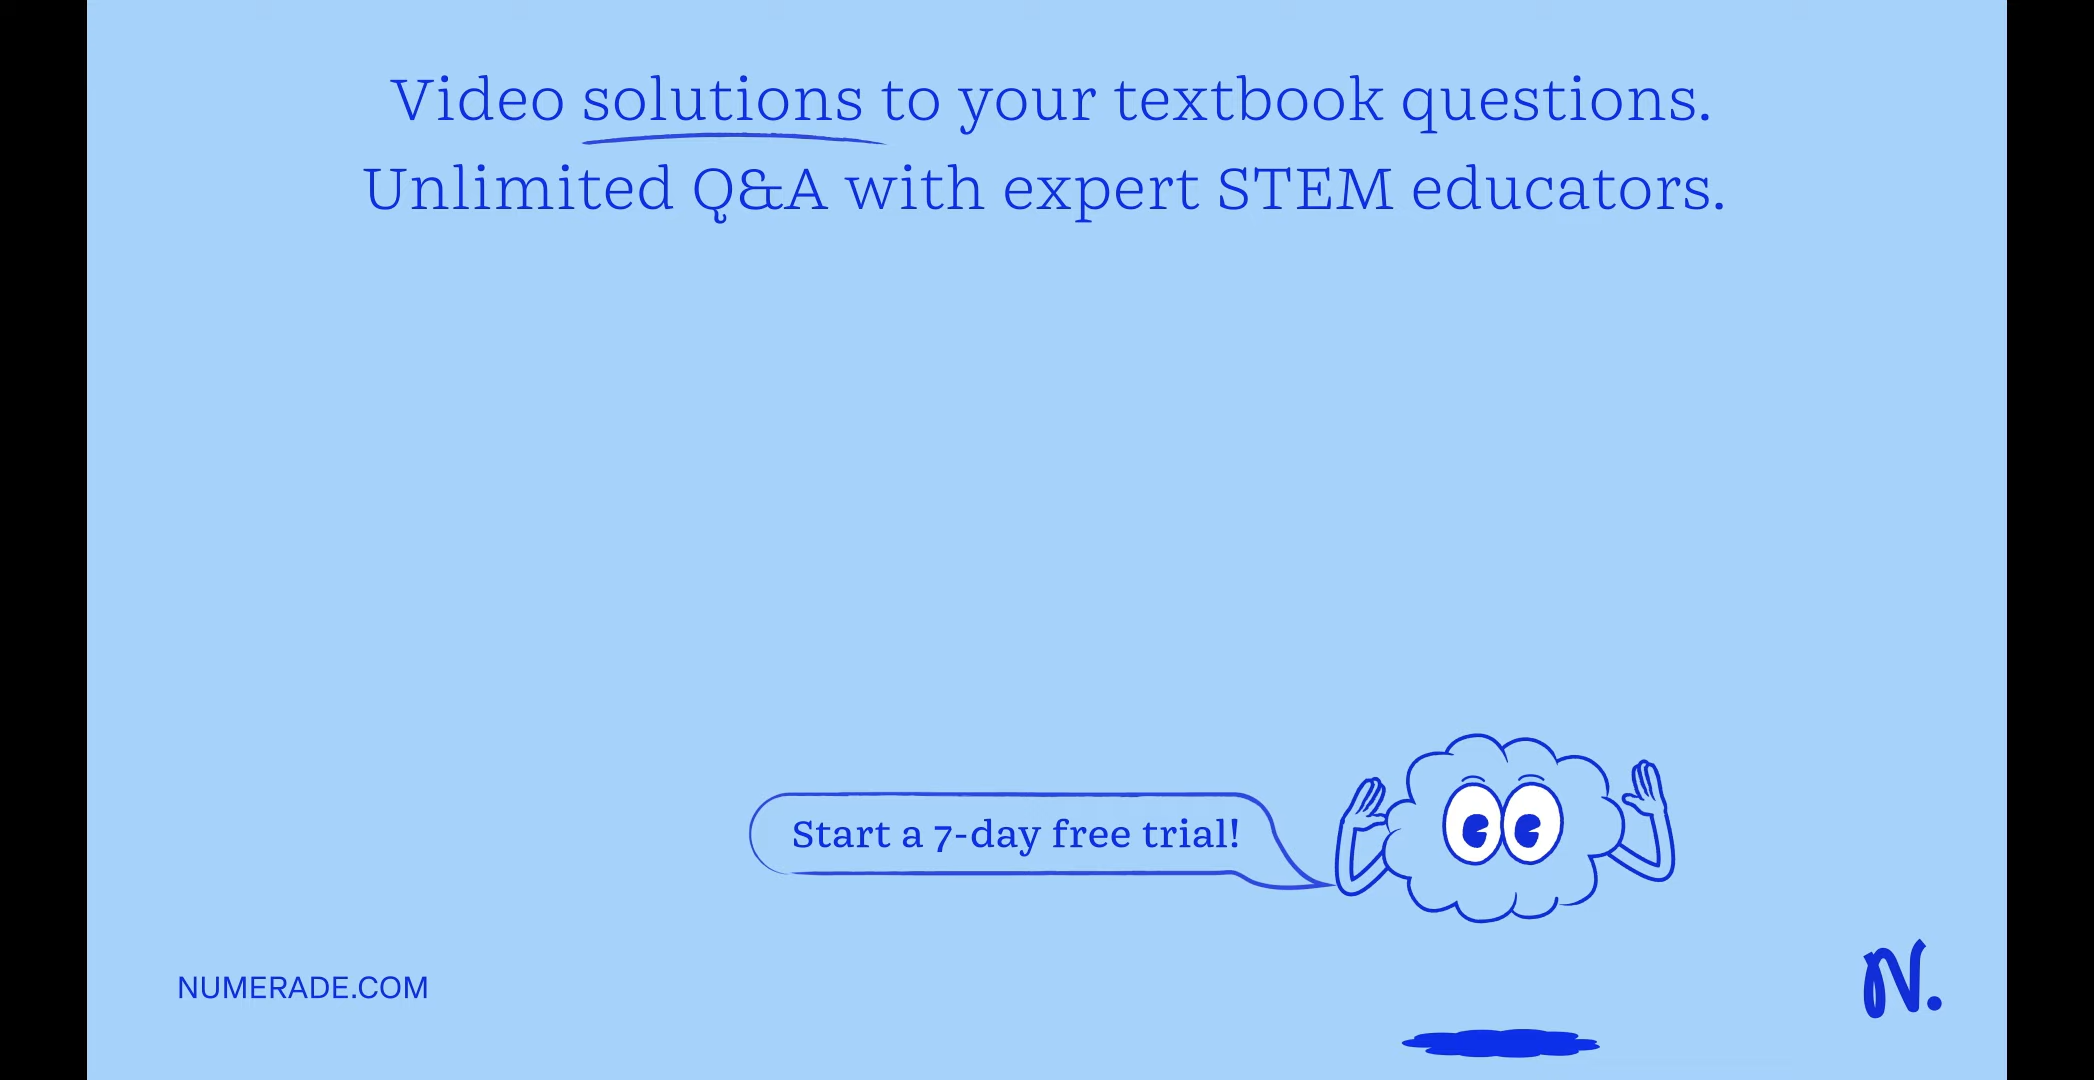 Video solutions to your textbook questions.
Unlimited Q&A with expert STEM educators.
Start a 7-day free trial!
NUMERADE.COM
N.